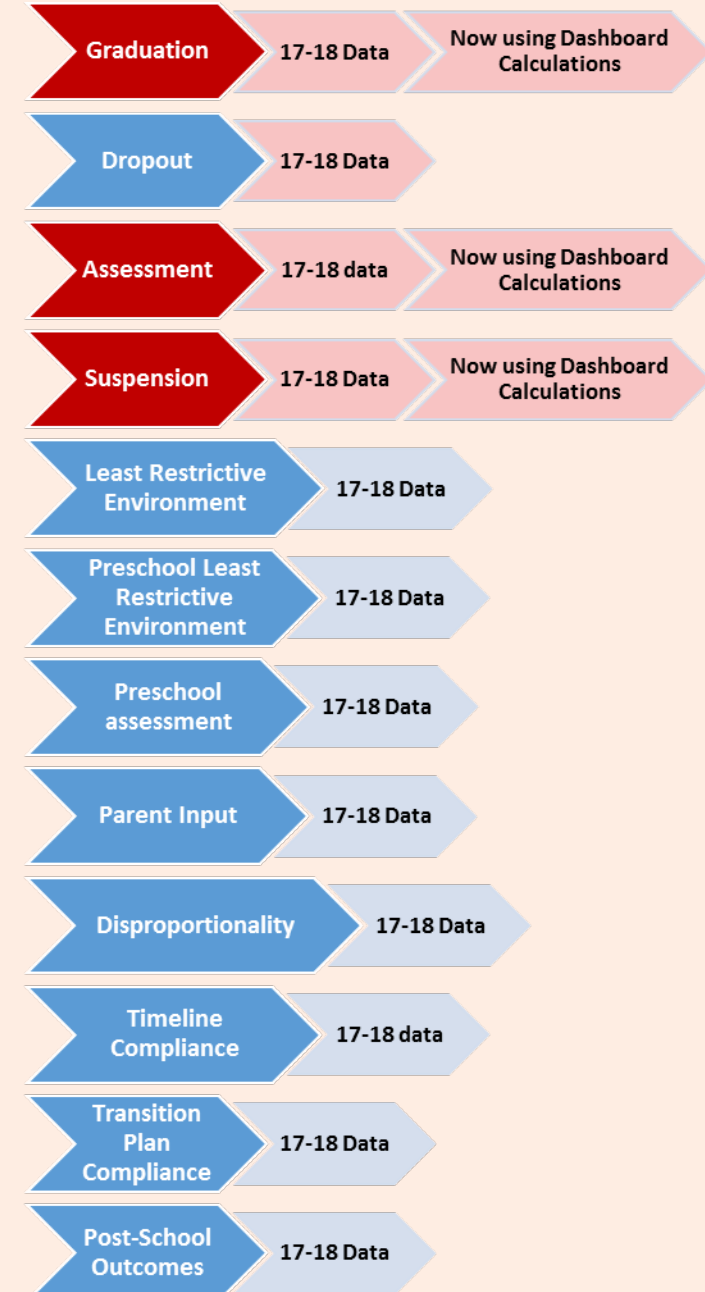 Graduation
17-18 Data
Now using Dashboard
Calculations
Dropout
17-18 Data
Assessment
17-18 data
Now using Dashboard
Calculations
Suspension
17-18 Data
Now using Dashboard
Calculations
Least Restrictive
Environment
17-18 Data
Preschool Least
Restrictive
Environment
17-18 Data
Preschool
assessment
17-18 Data
Parent Input
17-18 Data
Disproportionality
17-18 Data
Timeline
Compliance
17-18 data
Transition
Plan
Compliance
17-18 Data
Post-School
Outcomes
17-18 Data